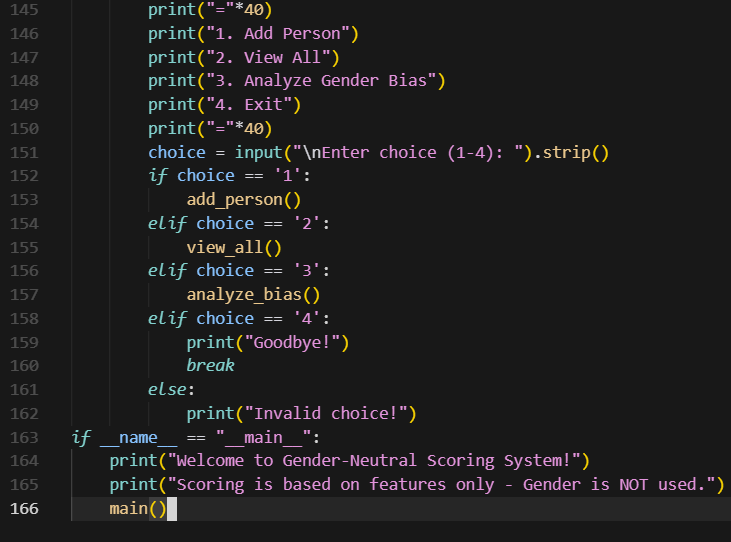 145 print("="*40)
146 print("1. Add Person")
147 print("2. View All")
148 print("3. Analyze Gender Bias")
149 print("4. Exit")
150 print("="*40)
151 choice = input("\nEnter choice (1-4): ").strip()
152 if choice == '1':
153 add_person()
154 elif choice == '2':
155 view_all()
156 elif choice == '3':
157 analyze_bias()
158 elif choice == '4':
159 print("Goodbye!")
160 break
161 else:
162 print("Invalid choice!")
163 if __name__ == "__main__":
164 print("Welcome to Gender-Neutral Scoring System!")
165 print("Scoring is based on features only - Gender is NOT used.")
166 main()